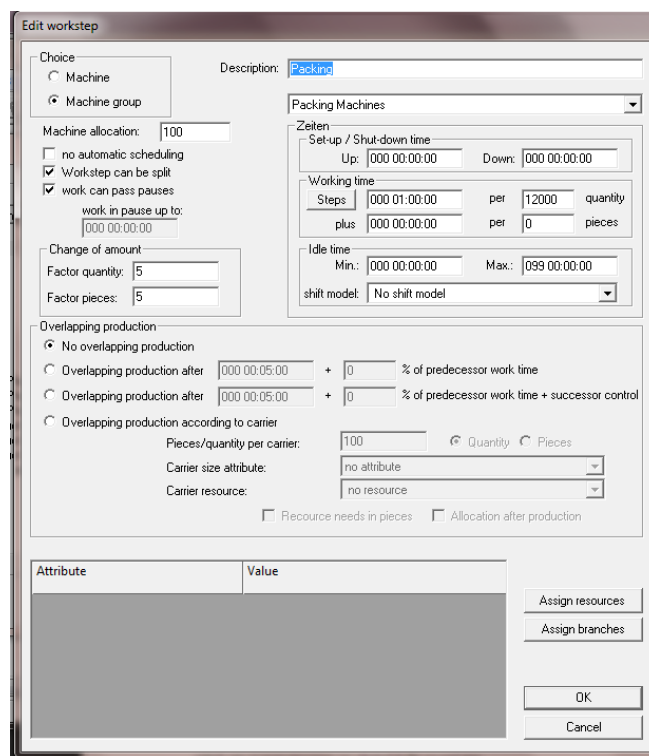 Edit workstep
Choice
Machine
Machine group
Description: Packing
Packing Machines
Machine allocation: 100
no automatic scheduling
Workstep can be split
work can pass pauses
work in pause up to:
000 00:00:00
Change of amount
Factor quantity: 5
Factor pieces: 5
Zeiten
Set-up / Shut-down time
Up: 000 00:00:00 Down: 000 00:00:00
Working time
Steps 000 01:00:00 per 12000 quantity
plus 000 00:00:00 per 0 pieces
Idle time
Min.: 000 00:00:00 Max.: 099 00:00:00
shift model: No shift model
Overlapping production
No overlapping production
Overlapping production after 000 00:05:00 + 0 % of predecessor work time
Overlapping production after 000 00:05:00 + 0 % of predecessor work time + successor control
Overlapping production according to carrier
Pieces/quantity per carrier: 100 Quantity Pieces
Carrier size attribute: no attribute
Carrier resource: no resource
Recource needs in pieces Allocation after production
Attribute Value
Assign resources
Assign branches
OK
Cancel